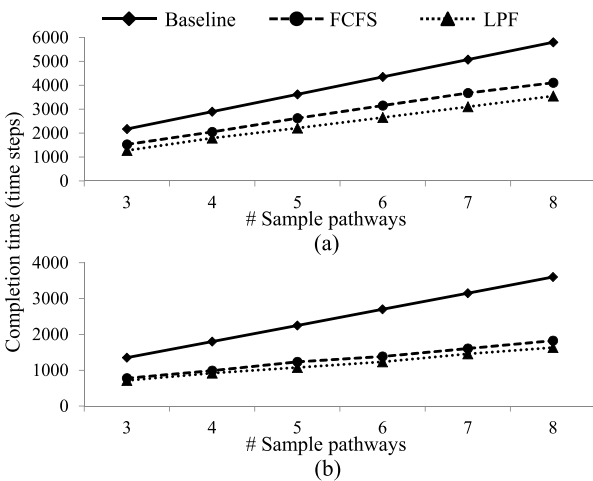 Baseline FCFS LPF
Completion time (time steps)
6000
5000
4000
3000
2000
1000
0
3 4 5 6 7 8
# Sample pathways
(a)
4000
3000
2000
1000
0
3 4 5 6 7 8
# Sample pathways
(b)